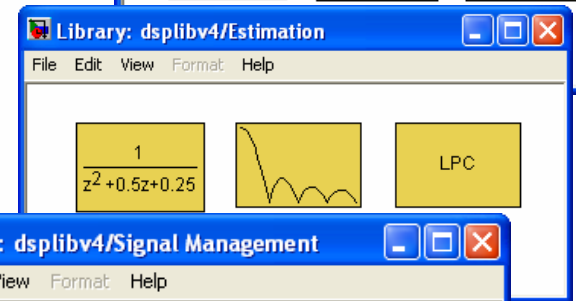 Library: dsplibv4/Estimation
File Edit View Format Help
1
z2 +0.5z+0.25
LPC
: dsplibv4/Signal Management
Format Help